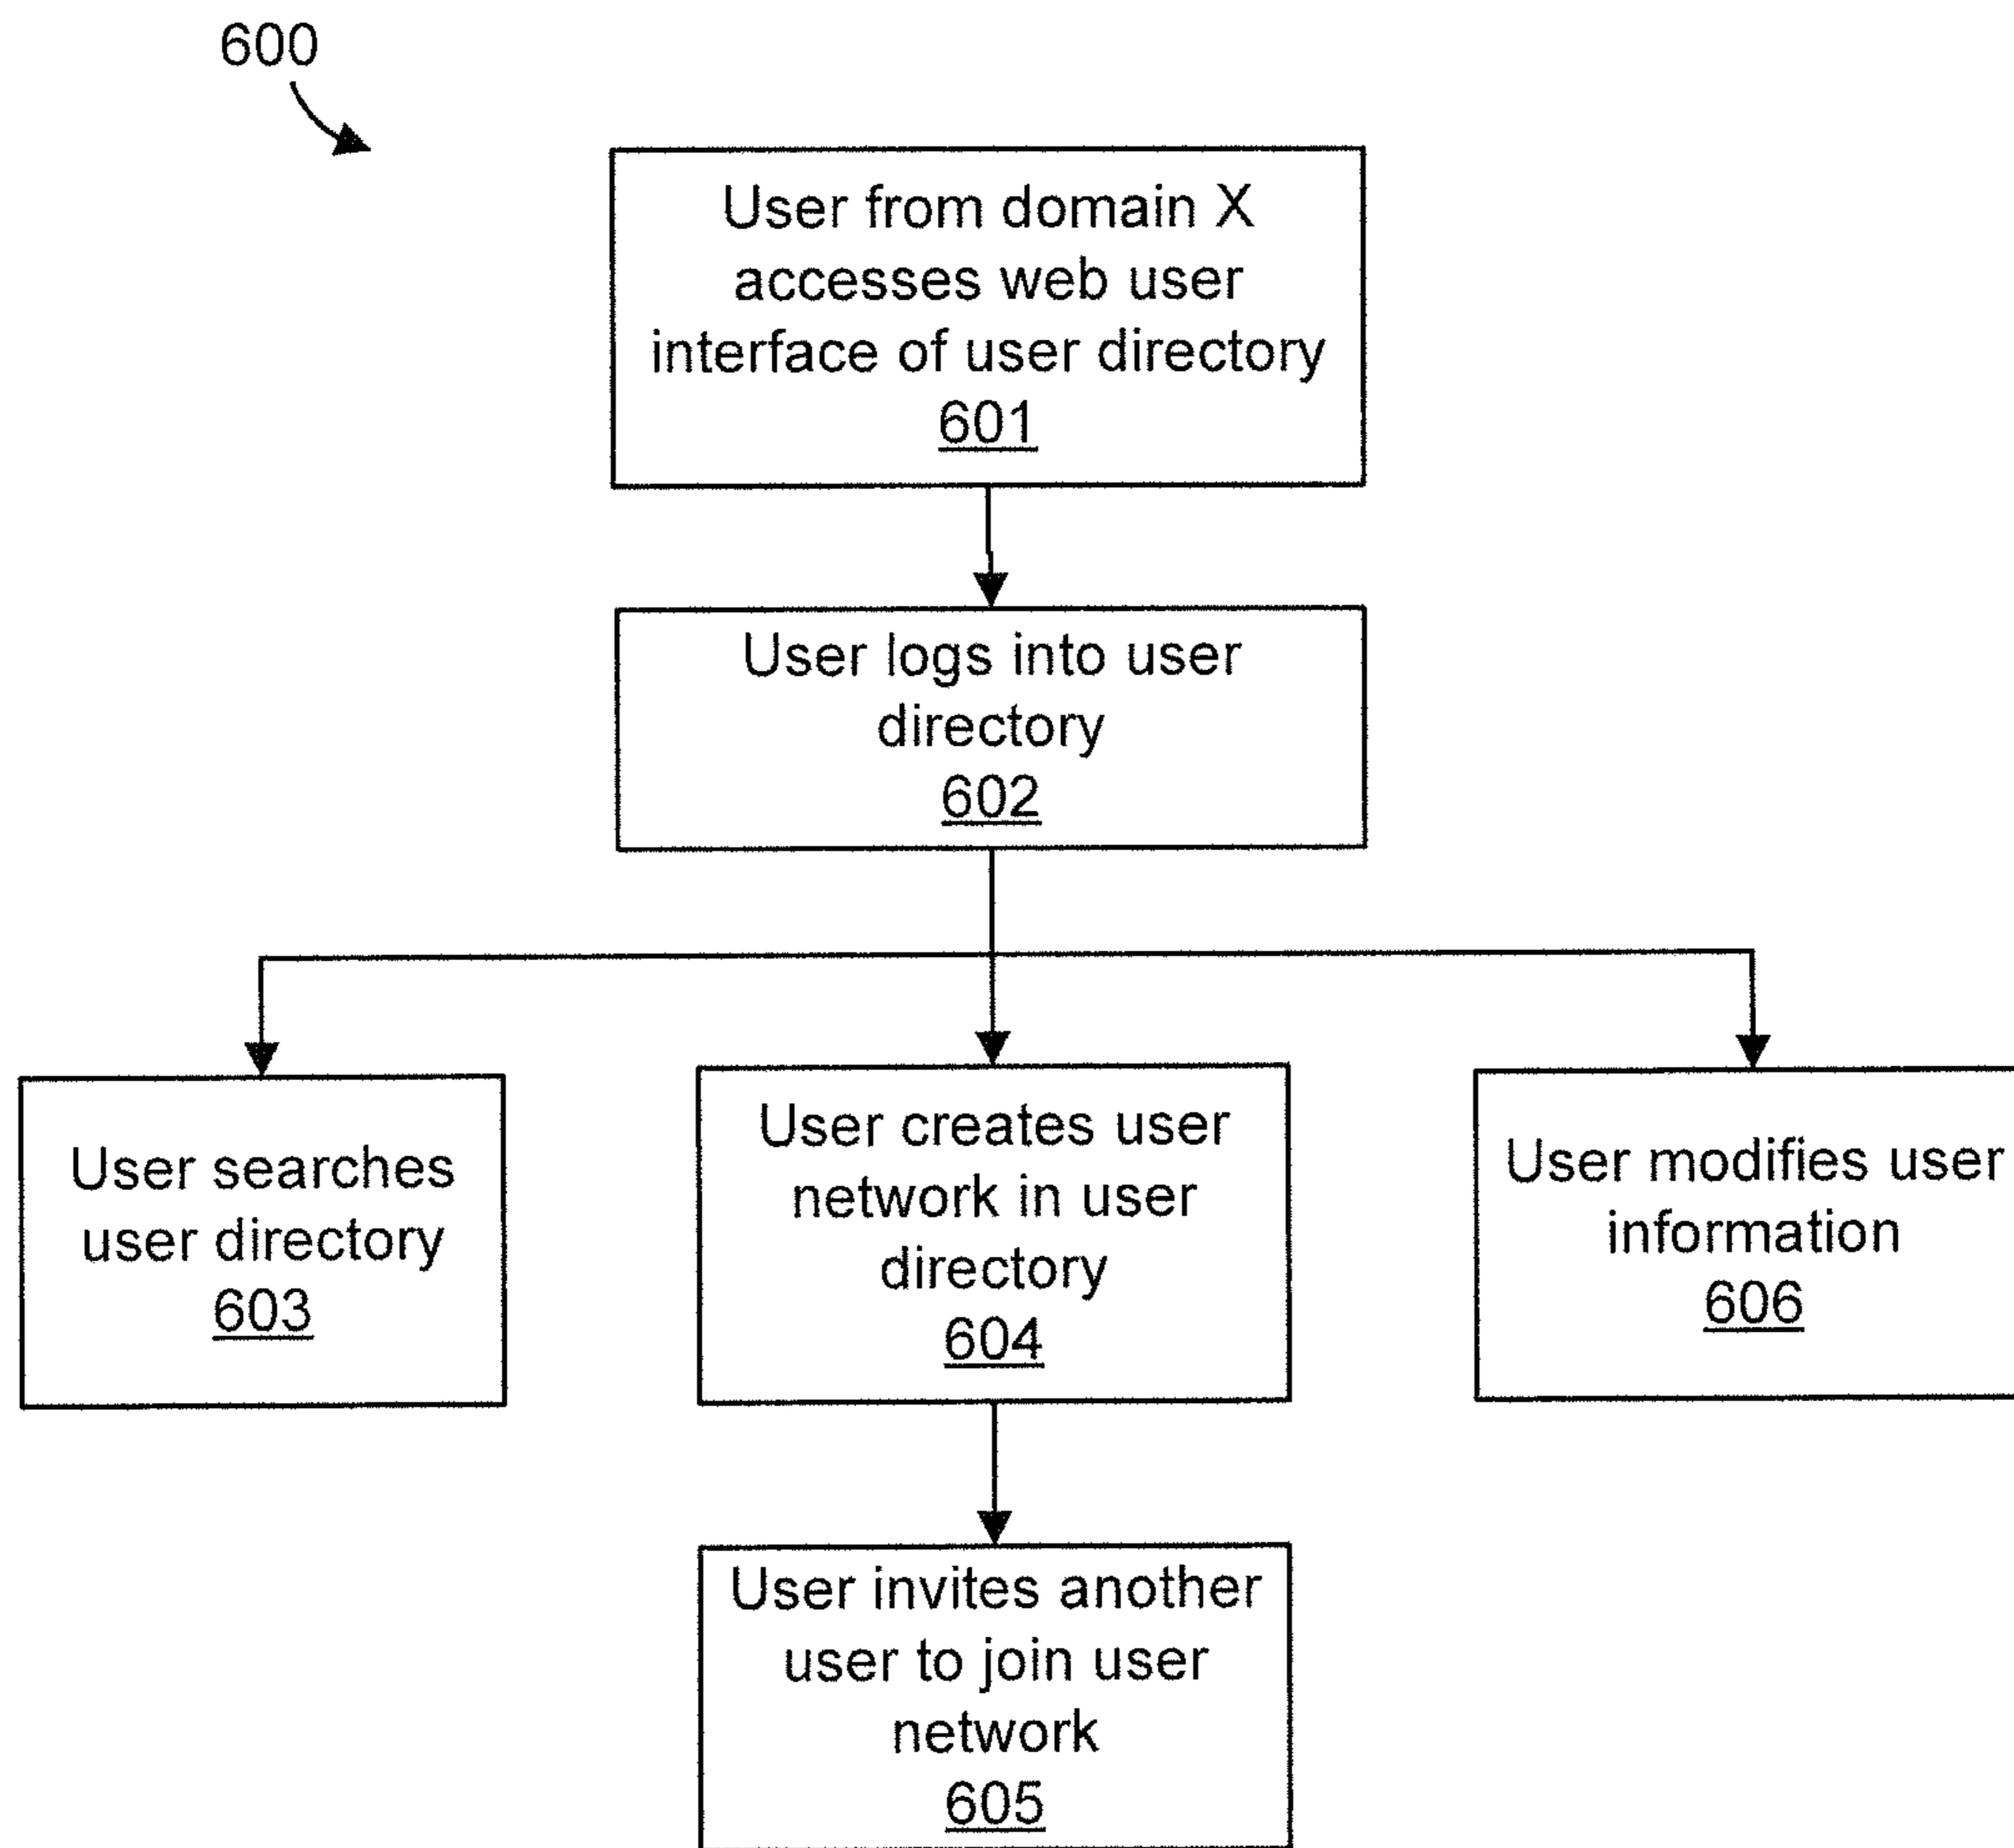 600
User from domain X
accesses web user
interface of user directory
601
User logs into user
directory
602
User searches
user directory
603
User creates user
network in user
directory
604
User modifies user
information
606
User invites another
user to join user
network
605